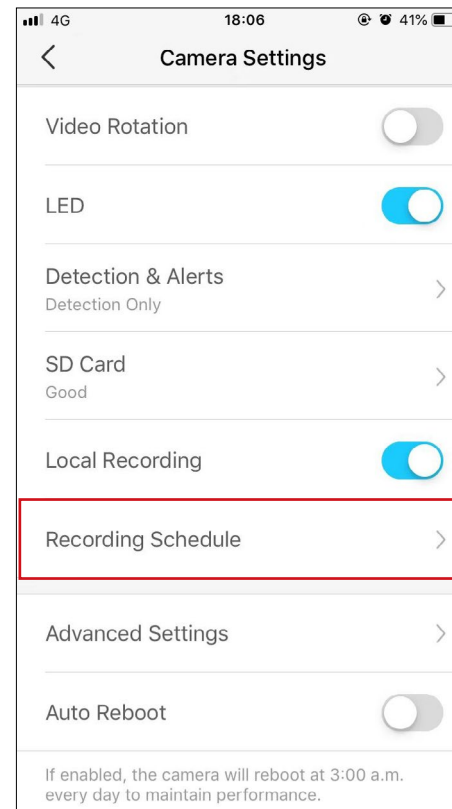 4G 18:06 41%
Camera Settings
Video Rotation
LED
Detection & Alerts
Detection Only
SD Card
Good
Local Recording
Recording Schedule
Advanced Settings
Auto Reboot
If enabled, the camera will reboot at 3:00 a.m.
every day to maintain performance.